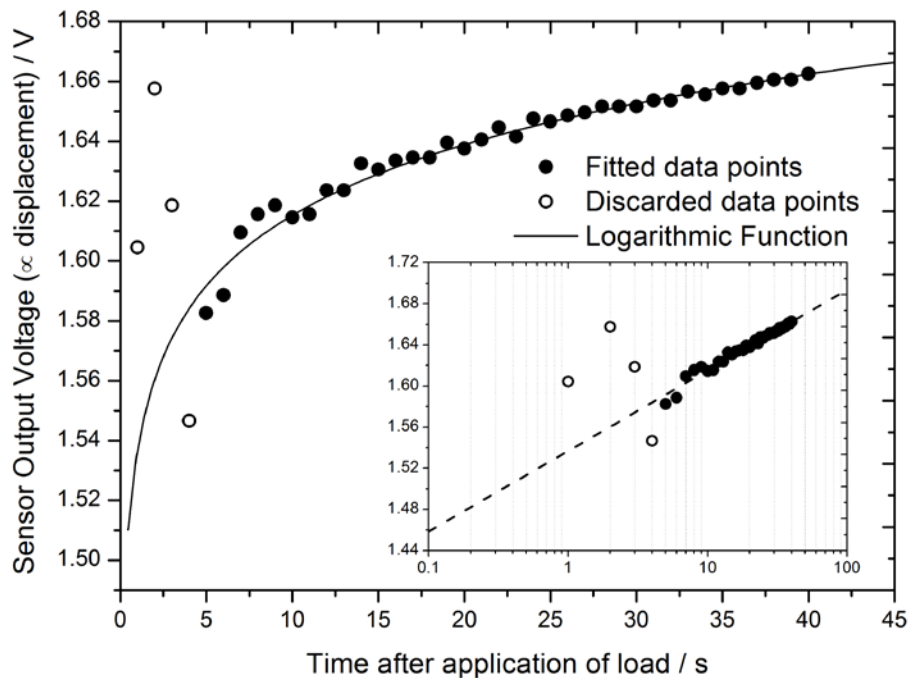 Sensor Output Voltage (∝ displacement) / V
1.68
1.66
1.64
1.62
1.60
1.58
1.56
1.54
1.52
1.50
Fitted data points
Discarded data points
Logarithmic Function
1.72
1.68
1.64
1.60
1.56
1.52
1.48
1.44
0.1 1 10 100
0 5 10 15 20 25 30 35 40 45
Time after application of load / s